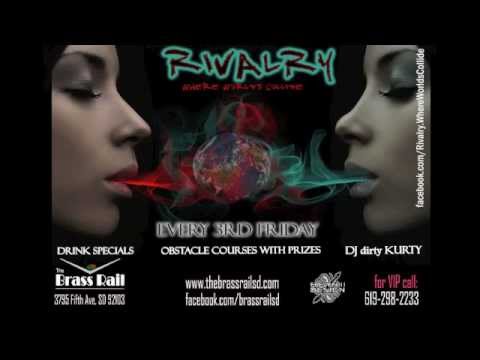 RIVALRY
WHERE WORLDS COLLIDE
facebook.com/Rivalry.WhereWorldsCollide
EVERY 3RD FRIDAY
DRINK SPECIALS
OBSTACLE COURSES WITH PRIZES
DJ dirty KURTY
The
Brass Rail
3795 Fifth Ave, SD 92103
www.thebrassrailsd.com
facebook.com/brassrailsd
DESIGN
for VIP call:
619-298-2233